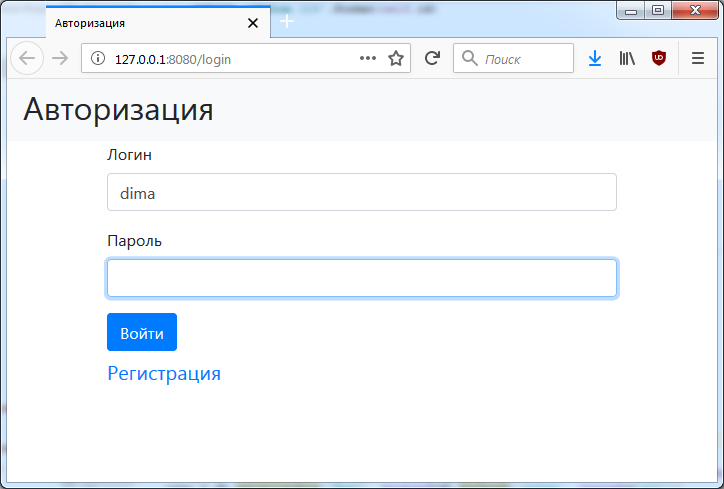 Авторизация
127.0.0.1:8080/login
Поиск
Авторизация
Логин
dima
Пароль
Войти
Регистрация